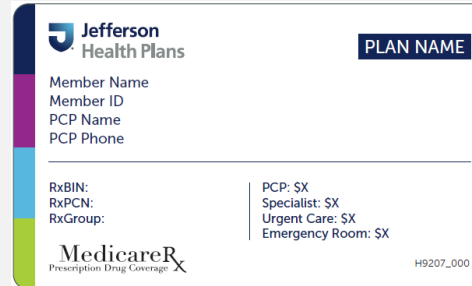 Jefferson
Health Plans
PLAN NAME
Member Name
Member ID
PCP Name
PCP Phone
RxBIN:
RxPCN:
RxGroup:
PCP: $X
Specialist: $X
Urgent Care: $X
Emergency Room: $X
MedicareRx
Prescription Drug Coverage
H9207_000